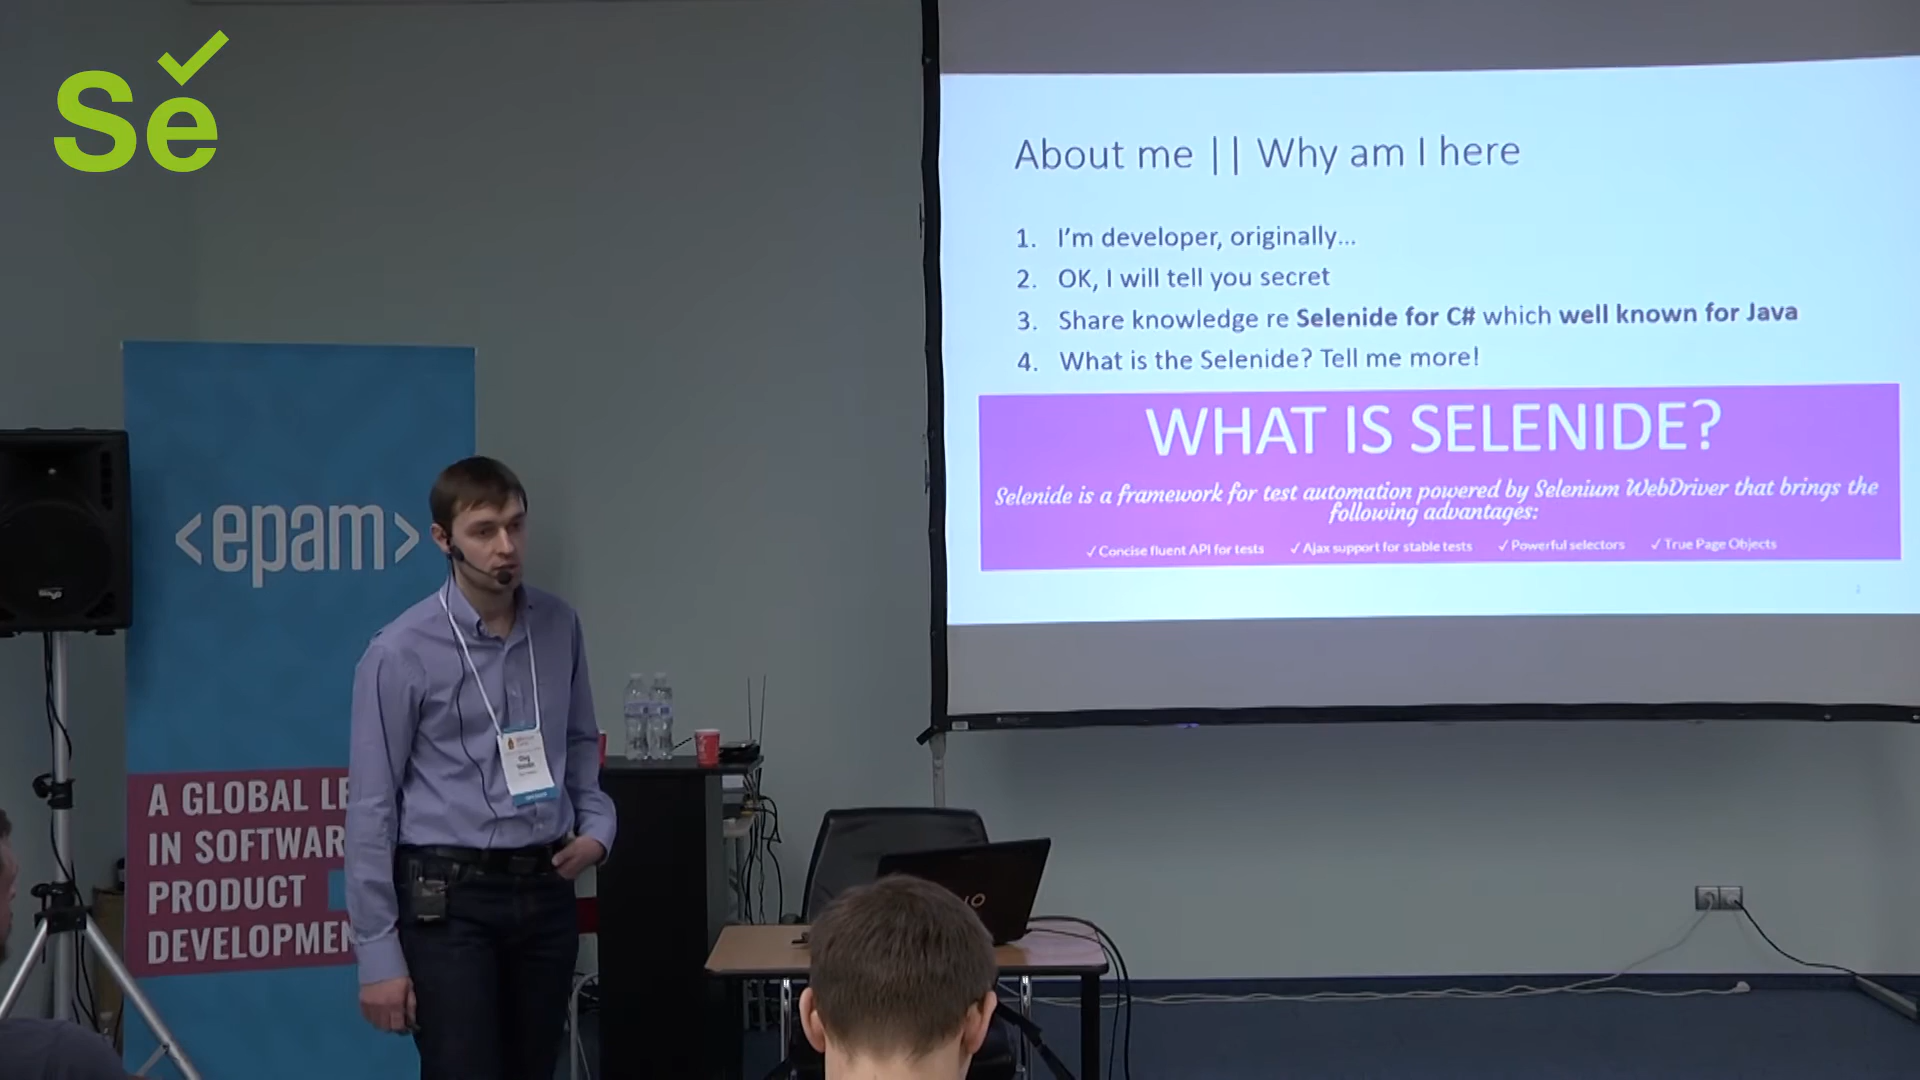 Se
About me || Why am I here
1. I'm developer, originally...
2. OK, I will tell you secret
3. Share knowledge re Selenide for C# which well known for Java
4. What is the Selenide? Tell me more!
WHAT IS SELENIDE?
Selenide is a framework for test automation powered by Selenium WebDriver that brings the
following advantages:
✓ Concise fluent API for tests ✓ Ajax support for stable tests ✓ Powerful selectors ✓ True Page Objects
2
<epam>
A GLOBAL LE
IN SOFTWAR
PRODUCT
DEVELOPMEN
Oleg